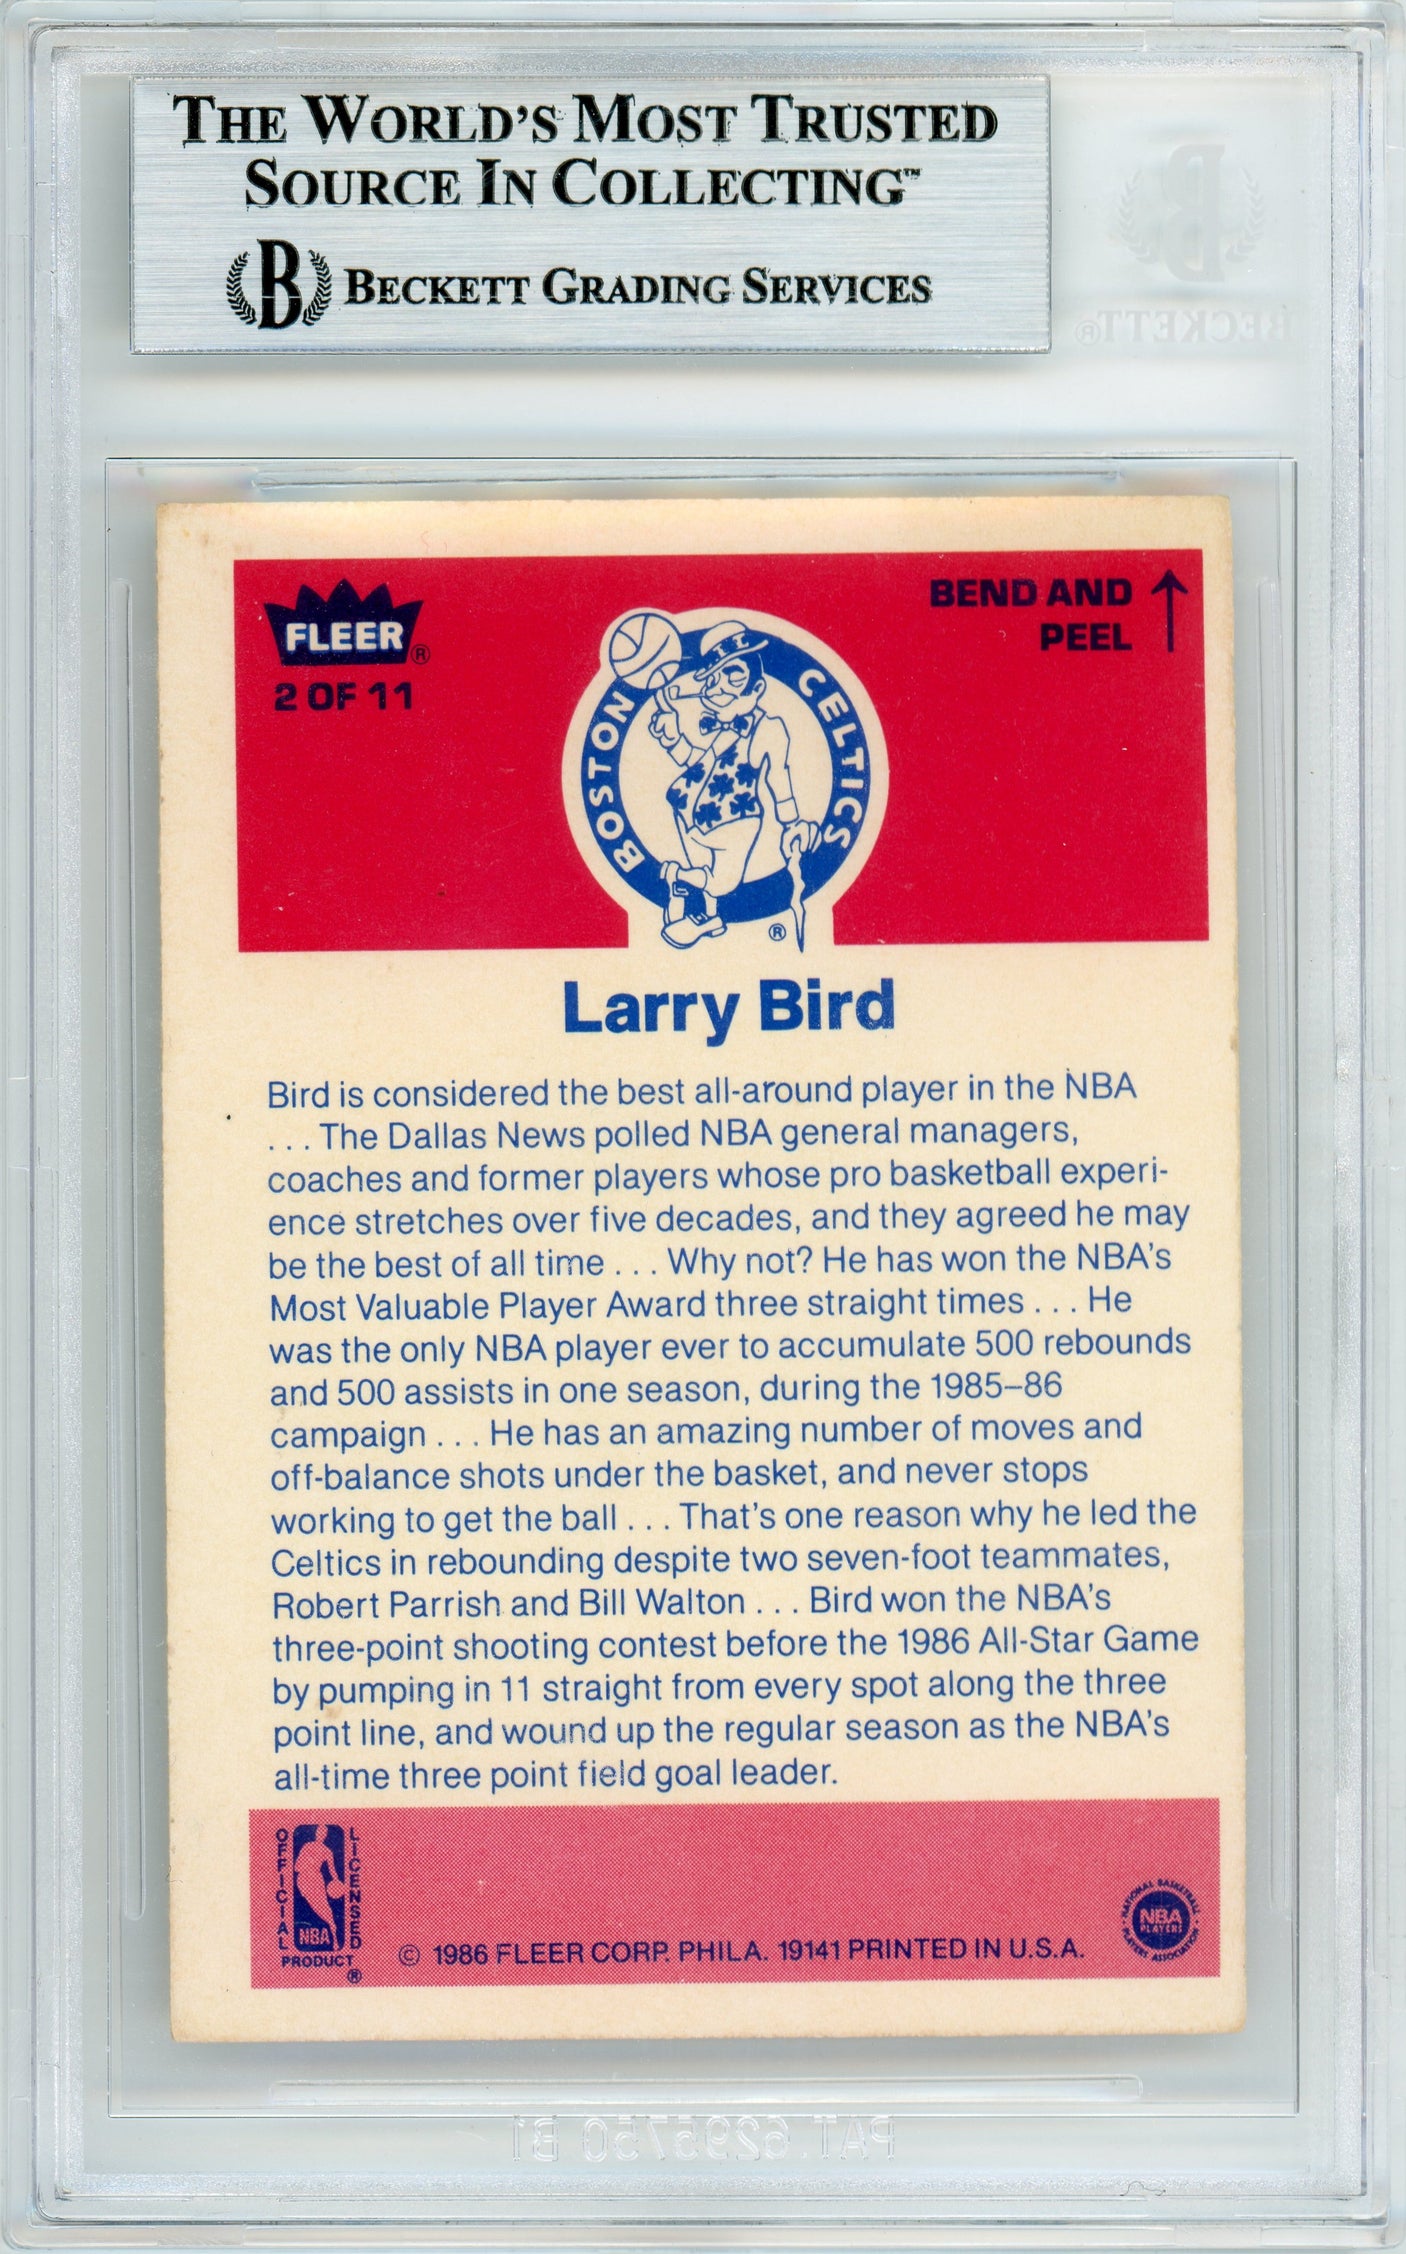 THE WORLD'S MOST TRUSTED
SOURCE IN COLLECTING™
B BECKETT GRADING SERVICES
BECKETT®
FLEER®
2 OF 11
BEND AND
PEEL
BOSTON CELTICS
®
Larry Bird
Bird is considered the best all-around player in the NBA
. . . The Dallas News polled NBA general managers,
coaches and former players whose pro basketball experi-
ence stretches over five decades, and they agreed he may
be the best of all time . . . Why not? He has won the NBA's
Most Valuable Player Award three straight times . . . He
was the only NBA player ever to accumulate 500 rebounds
and 500 assists in one season, during the 1985–86
campaign . . . He has an amazing number of moves and
off-balance shots under the basket, and never stops
working to get the ball . . . That's one reason why he led the
Celtics in rebounding despite two seven-foot teammates,
Robert Parrish and Bill Walton . . . Bird won the NBA's
three-point shooting contest before the 1986 All-Star Game
by pumping in 11 straight from every spot along the three
point line, and wound up the regular season as the NBA's
all-time three point field goal leader.
OFFICIAL LICENSED
NBA
PRODUCT ®
© 1986 FLEER CORP. PHILA. 19141 PRINTED IN U.S.A.
NATIONAL BASKETBALL
NBA
PLAYERS
PLAYERS ASSOCIATION
PAT. 6295750 B1